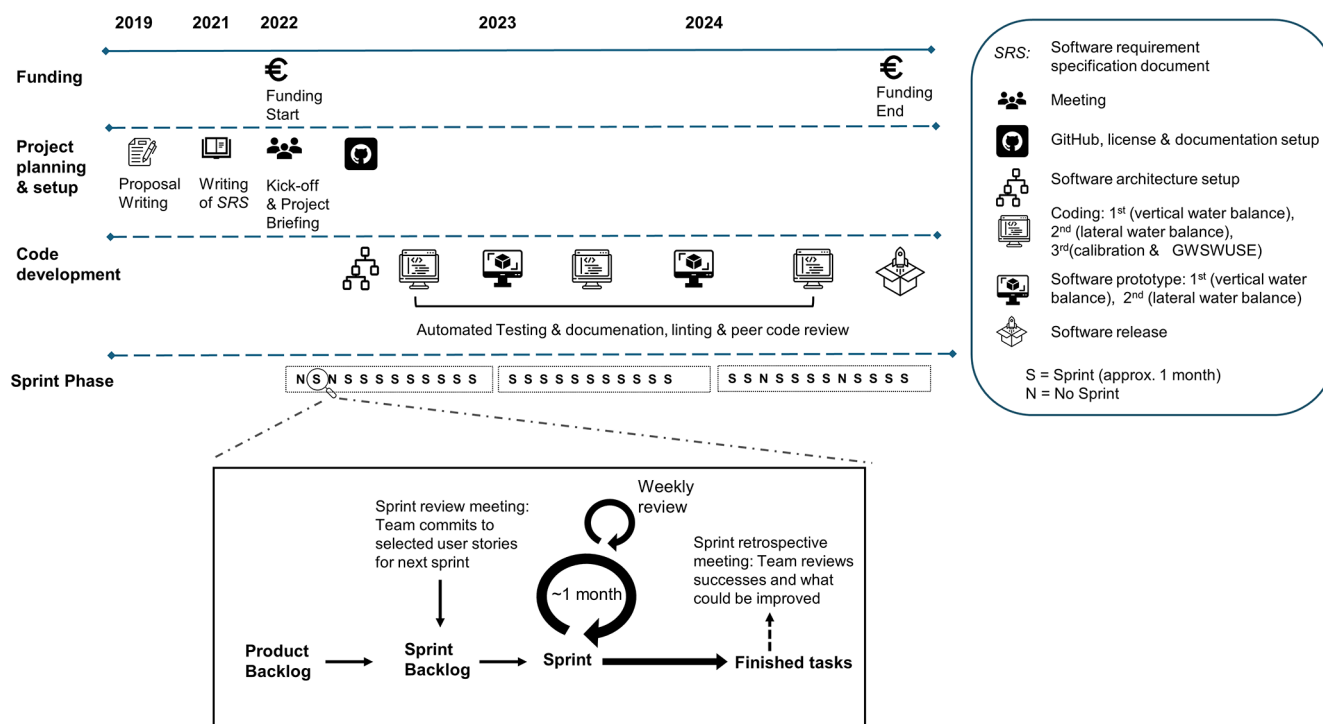 2019 2021 2022 2023 2024
Funding
€
Funding
Start
€
Funding
End
Project
planning
& setup
Proposal
Writing
Writing
of SRS
Kick-off
& Project
Briefing
Code
development
Automated Testing & documenation, linting & peer code review
Sprint Phase
N S N S S S S S S S S S
S S S S S S S S S S S S
S S N S S S S N S S S S
SRS: Software requirement
specification document
Meeting
GitHub, license & documentation setup
Software architecture setup
Coding: 1st (vertical water balance),
2nd (lateral water balance),
3rd(calibration & GWSWUSE)
Software prototype: 1st (vertical water
balance), 2nd (lateral water balance)
Software release
S = Sprint (approx. 1 month)
N = No Sprint
Sprint review meeting:
Team commits to
selected user stories
for next sprint
Weekly
review
~1 month
Sprint retrospective
meeting: Team reviews
successes and what
could be improved
Product
Backlog
Sprint
Backlog
Sprint
Finished tasks